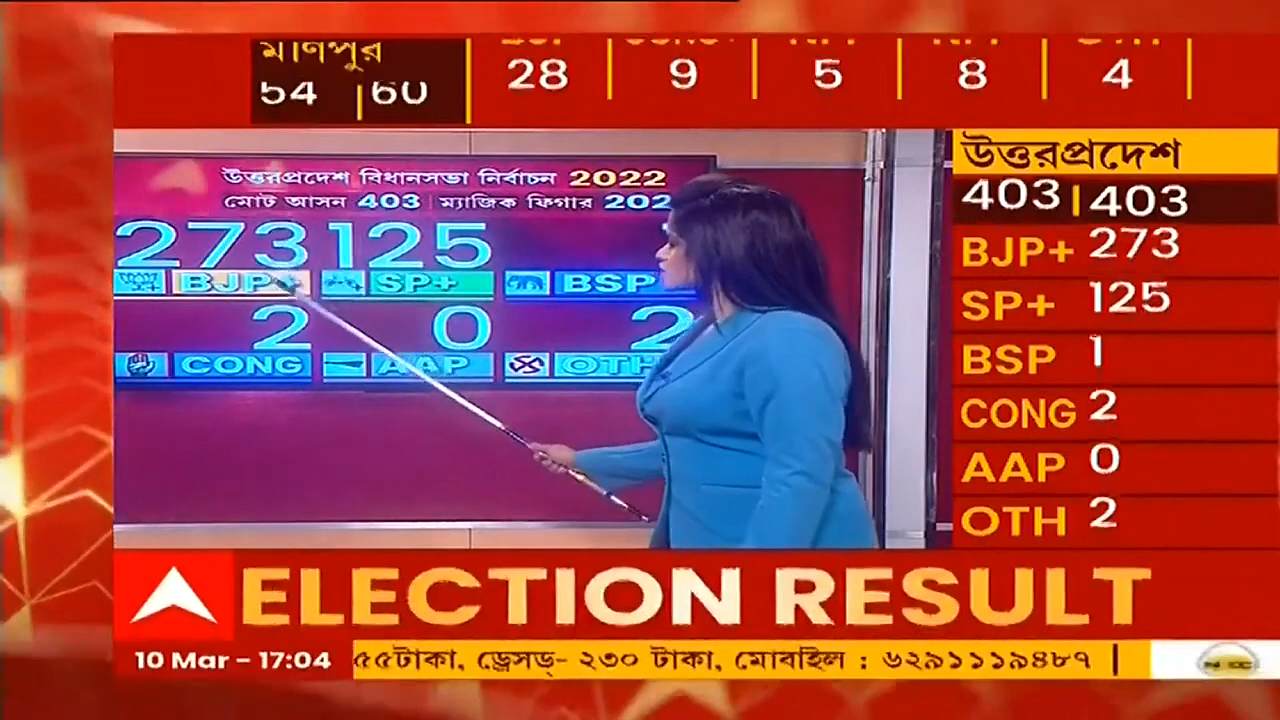 মণিপুর
54 | 60
28 9 5 8 4
উত্তরপ্রদেশ বিধানসভা নির্বাচন 2022
মোট আসন 403 | ম্যাজিক ফিগার 202
273 125
BJP+ SP+ BSP
2 0 2
CONG AAP OTH
উত্তরপ্রদেশ
403 | 403
BJP+ 273
SP+ 125
BSP 1
CONG 2
AAP 0
OTH 2
ELECTION RESULT
10 Mar - 17:04
৫৫টাকা, ড্রেসড্- ২৩০ টাকা, মোবাইল : ৬২৯১১১৯৪৮৭